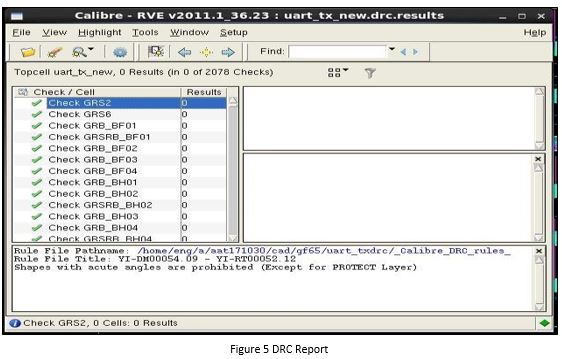 Calibre - RVE v2011.1_36.23 : uart_tx_new.drc.results
File View Highlight Tools Window Setup Help
Find:
Topcell uart_tx_new, 0 Results (in 0 of 2078 Checks)
Check / Cell Results
Check GRS2 0
Check GRS6 0
Check GRB_BF01 0
Check GRSRB_BF01 0
Check GRB_BF02 0
Check GRB_BF03 0
Check GRB_BF04 0
Check GRB_BH01 0
Check GRB_BH02 0
Check GRSRB_BH02 0
Check GRB_BH03 0
Check GRB_BH04 0
Check GRSRB_BH04 0
Rule File Pathname: /home/eng/a/aat171030/cad/gf65/uart_txdrc/_Calibre_DRC_rules_
Rule File Title: YI-DM00054.09 - YI-RT00052.12
Shapes with acute angles are prohibited (Except for PROTECT Layer)
Check GRS2, 0 Cells: 0 Results
Figure 5 DRC Report